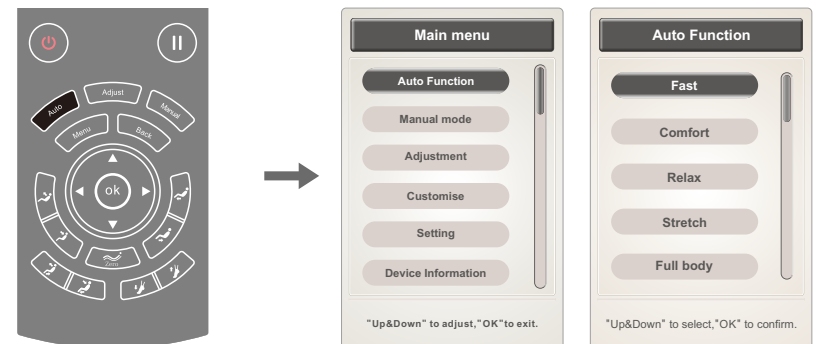 Auto
Adjust
Manual
Menu
Back
ok
Zero
Main menu
Auto Function
Manual mode
Adjustment
Customise
Setting
Device Information
"Up&Down" to adjust,"OK"to exit.
Auto Function
Fast
Comfort
Relax
Stretch
Full body
"Up&Down" to select,"OK" to confirm.